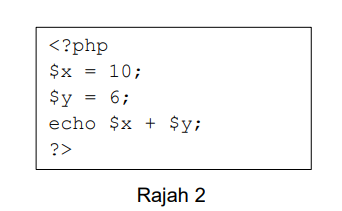 <?php
$x = 10;
$y = 6;
echo $x + $y;
?>
Rajah 2